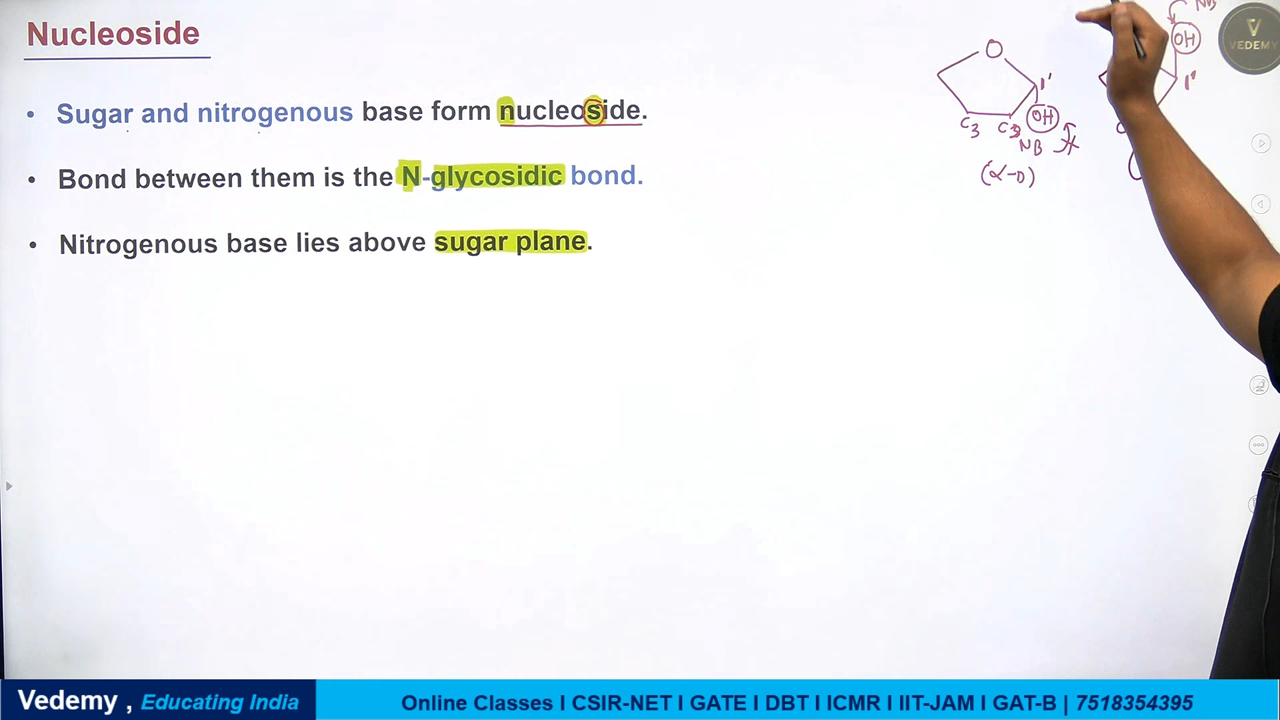 Nucleoside
• Sugar and nitrogenous base form nucleoside.
• Bond between them is the N-glycosidic bond.
• Nitrogenous base lies above sugar plane.
O
1'
OH
C3
NB
(α-D)
OH
1'
VEDEMY
Vedemy , Educating India
Online Classes I CSIR-NET I GATE I DBT I ICMR I IIT-JAM I GAT-B | 7518354395